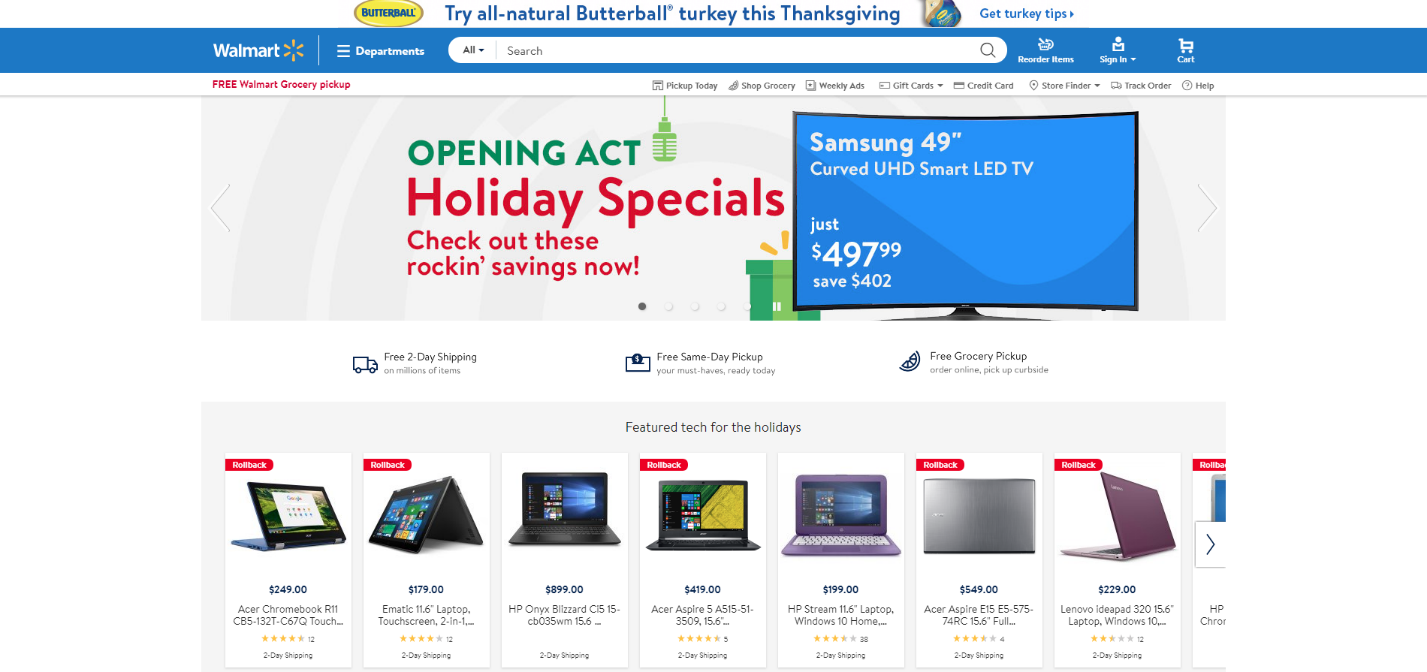 BUTTERBALL
Try all-natural Butterball® turkey this Thanksgiving
Get turkey tips
Walmart
Departments
All
Search
Reorder Items
Sign In
Cart
FREE Walmart Grocery pickup
Pickup Today
Shop Grocery
Weekly Ads
Gift Cards
Credit Card
Store Finder
Track Order
Help
OPENING ACT
Holiday Specials
Check out these
rockin' savings now!
Samsung 49"
Curved UHD Smart LED TV
just
$497.99
save $402
Free 2-Day Shipping
on millions of items
Free Same-Day Pickup
your must-haves, ready today
Free Grocery Pickup
order online, pick up curbside
Featured tech for the holidays
Rollback
$249.00
Acer Chromebook R11
CB5-132T-C67Q Touch...
12
2-Day Shipping
Rollback
$179.00
Ematic 11.6" Laptop,
Touchscreen, 2-in-1,...
12
2-Day Shipping
$899.00
HP Onyx Blizzard Ci5 15-
cb035wm 15.6 ...
2-Day Shipping
Rollback
$419.00
Acer Aspire 5 A515-51-
3509, 15.6"...
5
2-Day Shipping
$199.00
HP Stream 11.6" Laptop,
Windows 10 Home,...
38
2-Day Shipping
Rollback
$549.00
Acer Aspire E15 E5-575-
74RC 15.6" Full...
4
2-Day Shipping
Rollback
Lenovo
$229.00
Lenovo Ideapad 320 15.6"
Laptop, Windows 10,...
12
2-Day Shipping
Rollba
HP
Chron